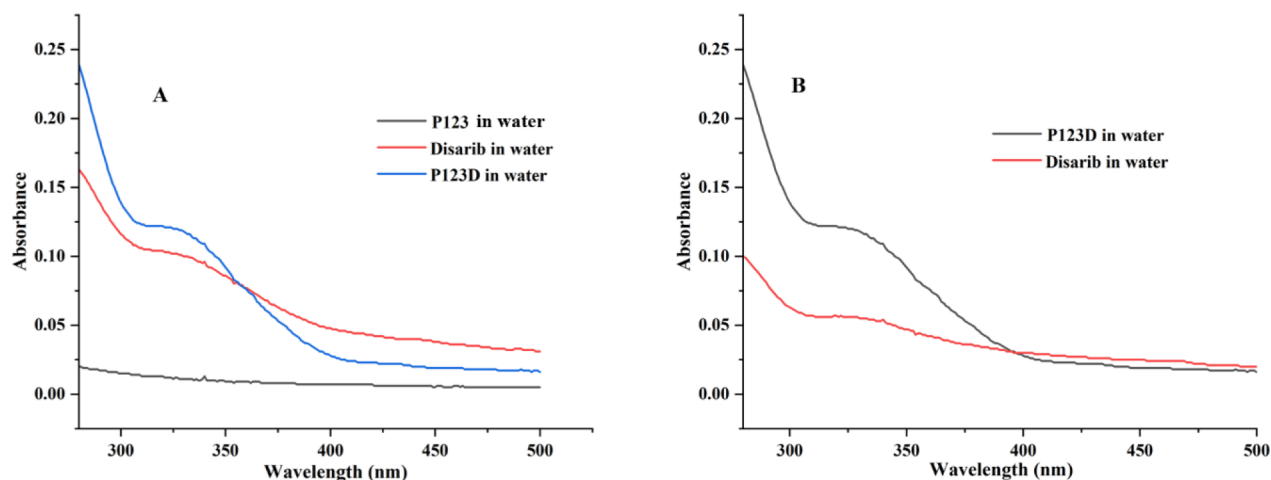 A
P123 in water
Disarib in water
P123D in water
Absorbance
0.25
0.20
0.15
0.10
0.05
0.00
300
350
400
450
500
Wavelength (nm)
B
P123D in water
Disarib in water
Absorbance
0.25
0.20
0.15
0.10
0.05
0.00
300
350
400
450
500
Wavelength (nm)